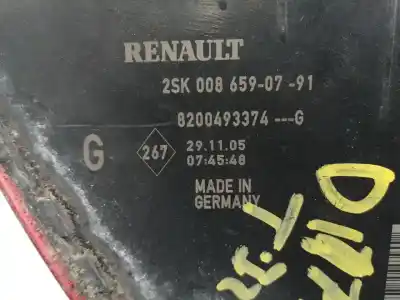 RENAULT
2SK 008 659-07-91
8200493374---G
G
267
29.11.05
07:45:48
MADE IN
GERMANY